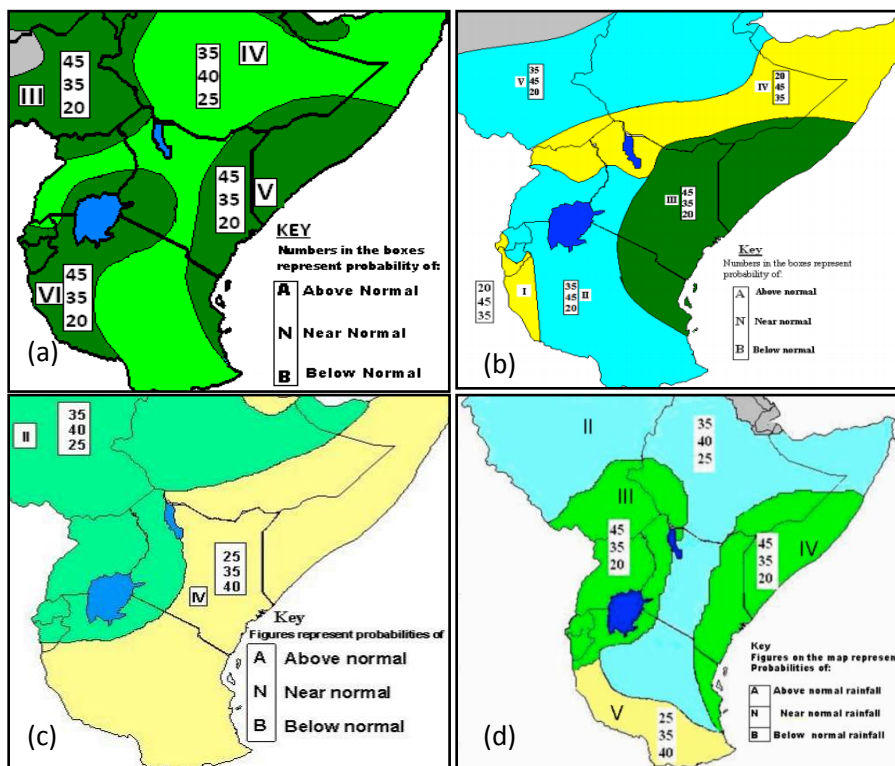 45
35
20
III
35
40
25
IV
45
35
20
V
45
35
20
VI
KEY
Numbers in the boxes
represent probability of:
A Above Normal
N Near Normal
B Below Normal
(a)
V
35
45
20
IV
20
45
35
III
45
35
20
I
20
45
35
35
45
20
II
Key
Numbers in the boxes represent
probability of:
A Above normal
N Near normal
B Below normal
(b)
II
35
40
25
25
35
40
IV
Key
Figures represent probabilities of
A Above normal
N Near normal
B Below normal
(c)
II
35
40
25
III
45
35
20
45
35
20
IV
V
25
35
40
Key
Figures on the map represent
Probabilities of:
A Above normal rainfall
N Near normal rainfall
B Below normal rainfall
(d)